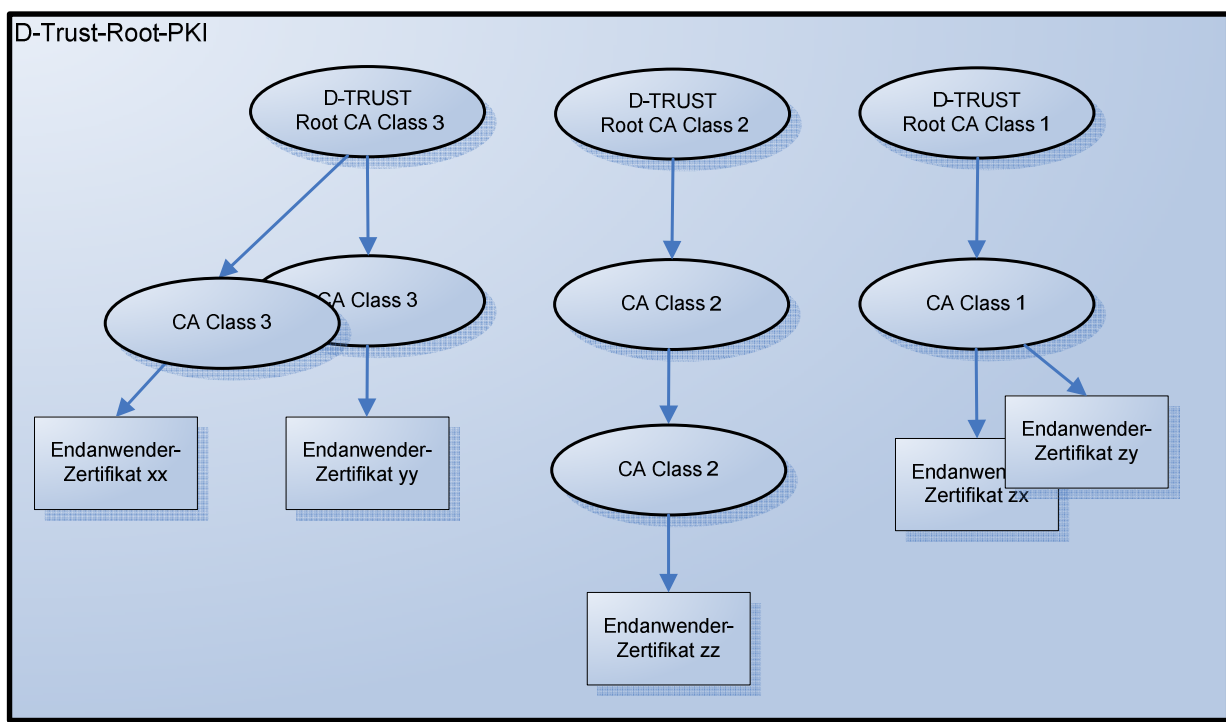 D-Trust-Root-PKI
D-TRUST
Root CA Class 3
D-TRUST
Root CA Class 2
D-TRUST
Root CA Class 1
CA Class 3
CA Class 3
CA Class 2
CA Class 1
Endanwender-
Zertifikat xx
Endanwender-
Zertifikat yy
CA Class 2
Endanwender-
Zertifikat zx
Endanwender-
Zertifikat zy
Endanwender-
Zertifikat zz